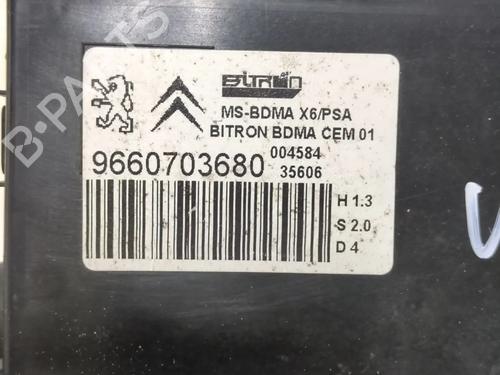 BITRON
MS-BDMA X6/PSA
BITRON BDMA CEM 01
9660703680
004584
35606
H 1.3
S 2.0
D 4
B-PARTS